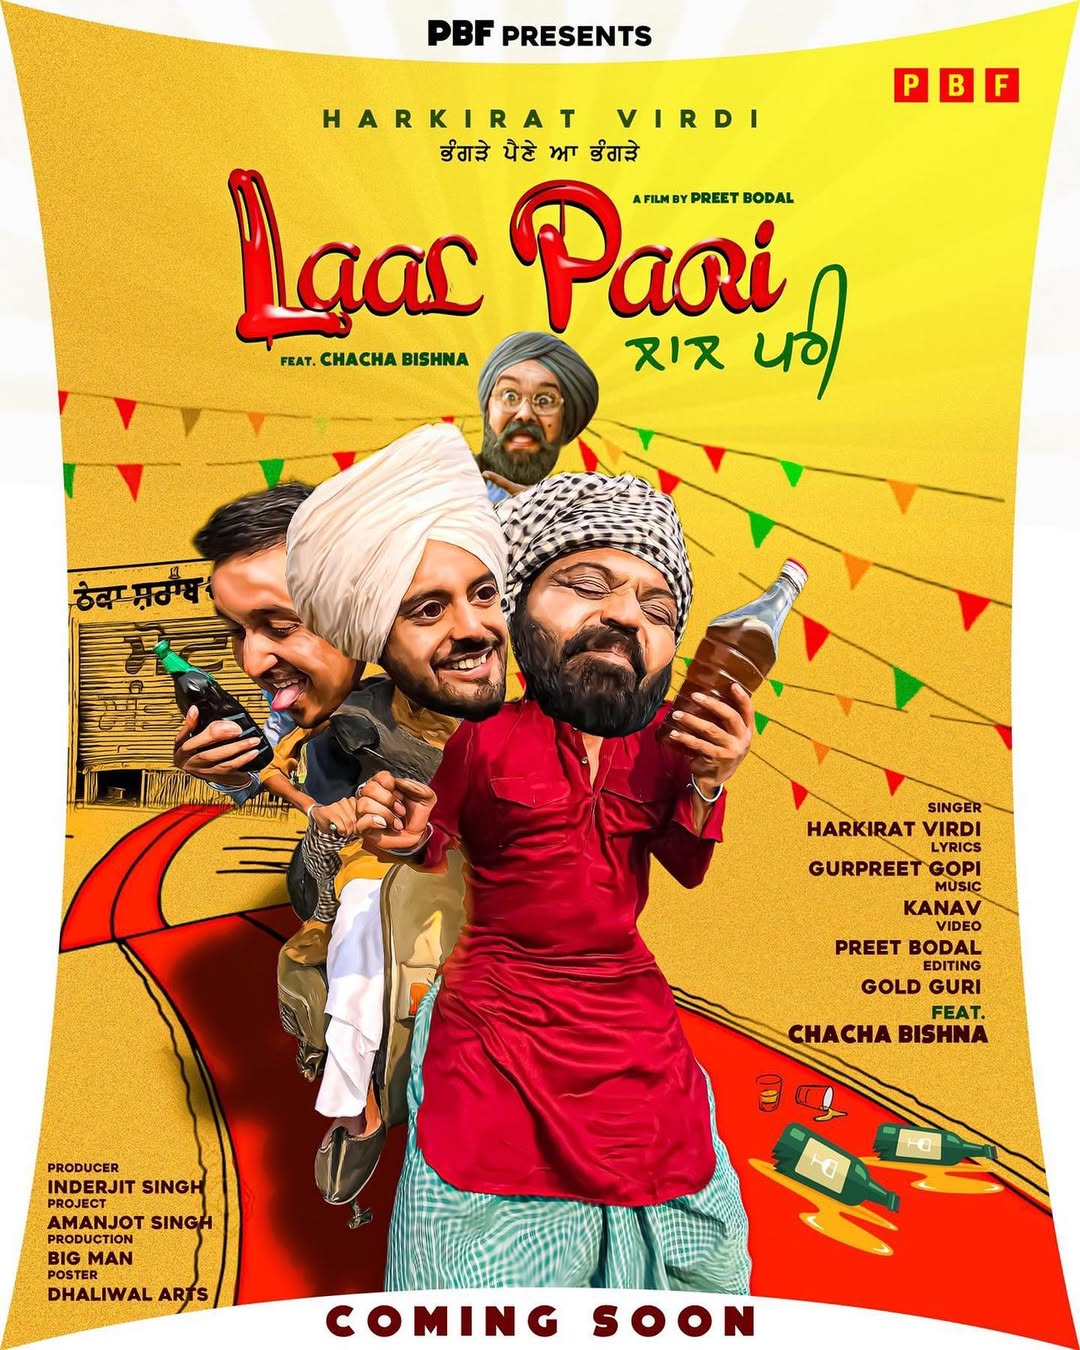 PBF PRESENTS
P B F
HARKIRAT VIRDI
ਭੰਗੜੇ ਪੈਣੇ ਆ ਭੰਗੜੇ
A FILM BY PREET BODAL
Laal Pari
ਲਾਲ ਪਰੀ
FEAT. CHACHA BISHNA
ਠੇਕਾ ਸ਼ਰਾਬ
SINGER
HARKIRAT VIRDI
LYRICS
GURPREET GOPI
MUSIC
KANAV
VIDEO
PREET BODAL
EDITING
GOLD GURI
FEAT.
CHACHA BISHNA
PRODUCER
INDERJIT SINGH
PROJECT
AMANJOT SINGH
PRODUCTION
BIG MAN
POSTER
DHALIWAL ARTS
COMING SOON